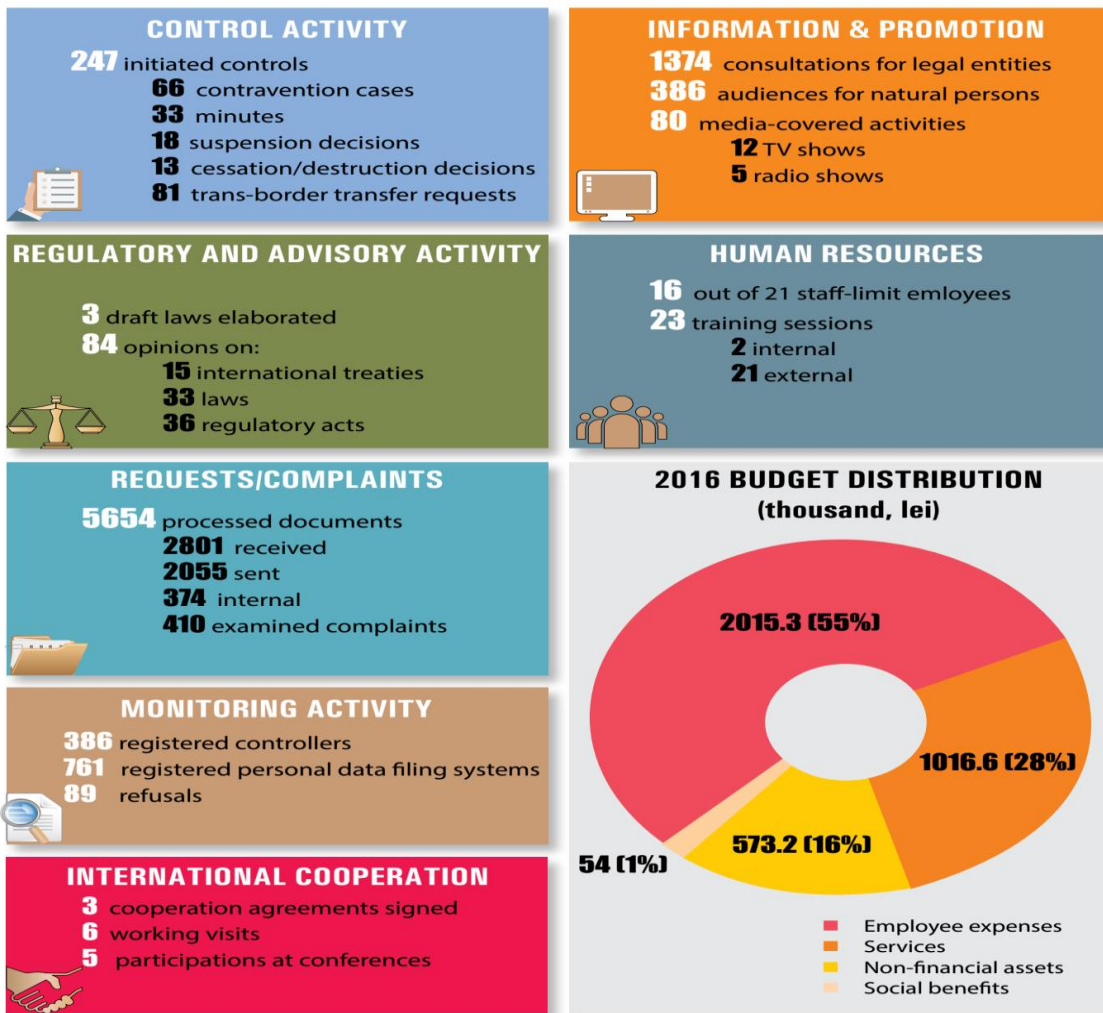 CONTROL ACTIVITY
247 initiated controls
66 contravention cases
33 minutes
18 suspension decisions
13 cessation/destruction decisions
81 trans-border transfer requests
INFORMATION & PROMOTION
1374 consultations for legal entities
386 audiences for natural persons
80 media-covered activities
12 TV shows
5 radio shows
REGULATORY AND ADVISORY ACTIVITY
3 draft laws elaborated
84 opinions on:
15 international treaties
33 laws
36 regulatory acts
HUMAN RESOURCES
16 out of 21 staff-limit emloyees
23 training sessions
2 internal
21 external
REQUESTS/COMPLAINTS
5654 processed documents
2801 received
2055 sent
374 internal
410 examined complaints
MONITORING ACTIVITY
386 registered controllers
761 registered personal data filing systems
89 refusals
INTERNATIONAL COOPERATION
3 cooperation agreements signed
6 working visits
5 participations at conferences
2016 BUDGET DISTRIBUTION
(thousand, lei)
2015.3 (55%)
1016.6 (28%)
573.2 (16%)
54 (1%)
Employee expenses
Services
Non-financial assets
Social benefits